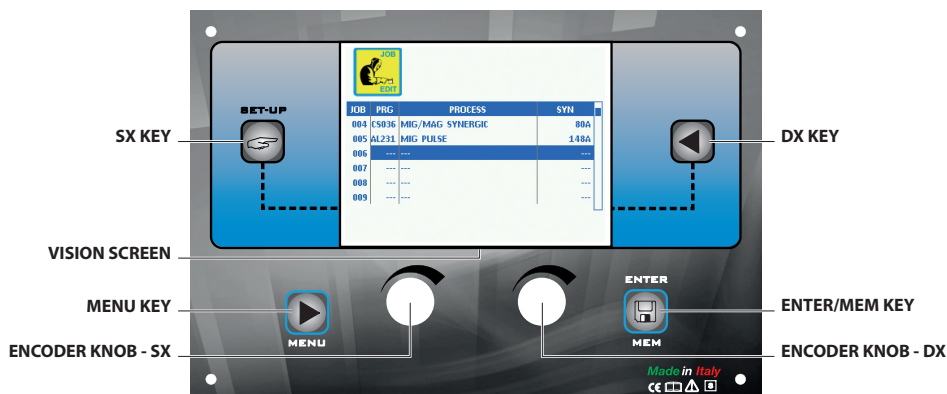 JOB
EDIT
JOB PRG PROCESS SYN
004 CS036 MIG/MAG SYNERGIC 80A
005 AL231 MIG PULSE 148A
006 --- --- ---
007 --- --- ---
008 --- --- ---
009 --- --- ---
SET-UP
SX KEY
DX KEY
VISION SCREEN
MENU KEY
MENU
ENTER
MEM
ENTER/MEM KEY
ENCODER KNOB - SX
ENCODER KNOB - DX
Made in Italy
CE